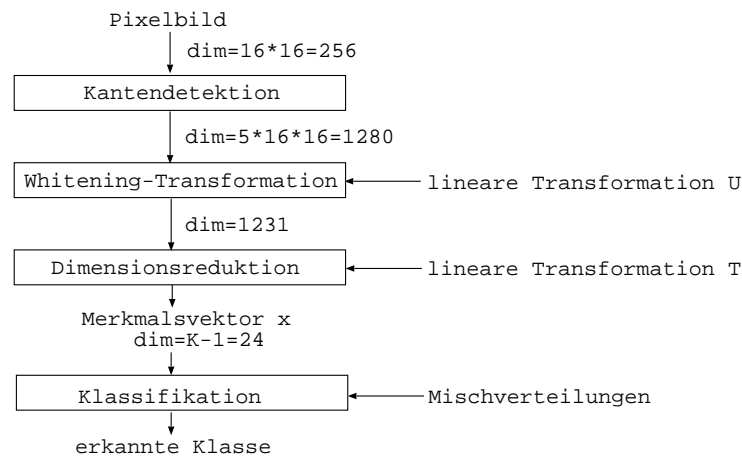 Pixelbild
dim=16*16=256
Kantendetektion
dim=5*16*16=1280
Whitening-Transformation
lineare Transformation U
dim=1231
Dimensionsreduktion
lineare Transformation T
Merkmalsvektor x
dim=K-1=24
Klassifikation
Mischverteilungen
erkannte Klasse